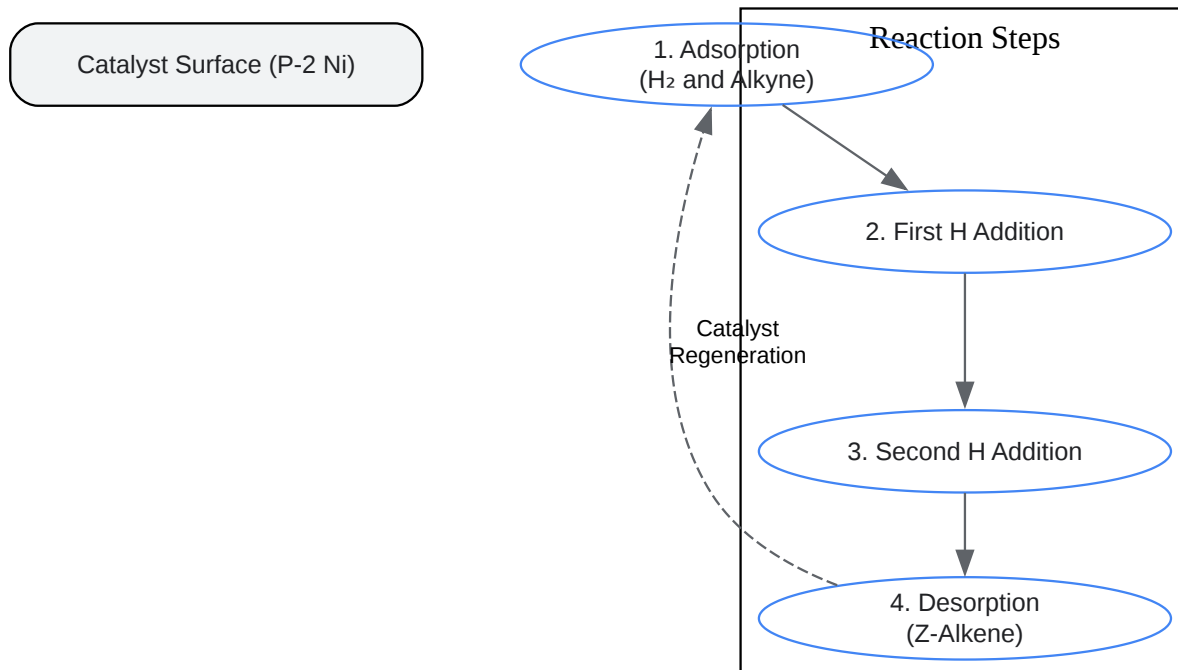 Catalyst Surface (P-2 Ni)
Reaction Steps
1. Adsorption
(H₂ and Alkyne)
2. First H Addition
Catalyst
Regeneration
3. Second H Addition
4. Desorption
(Z-Alkene)